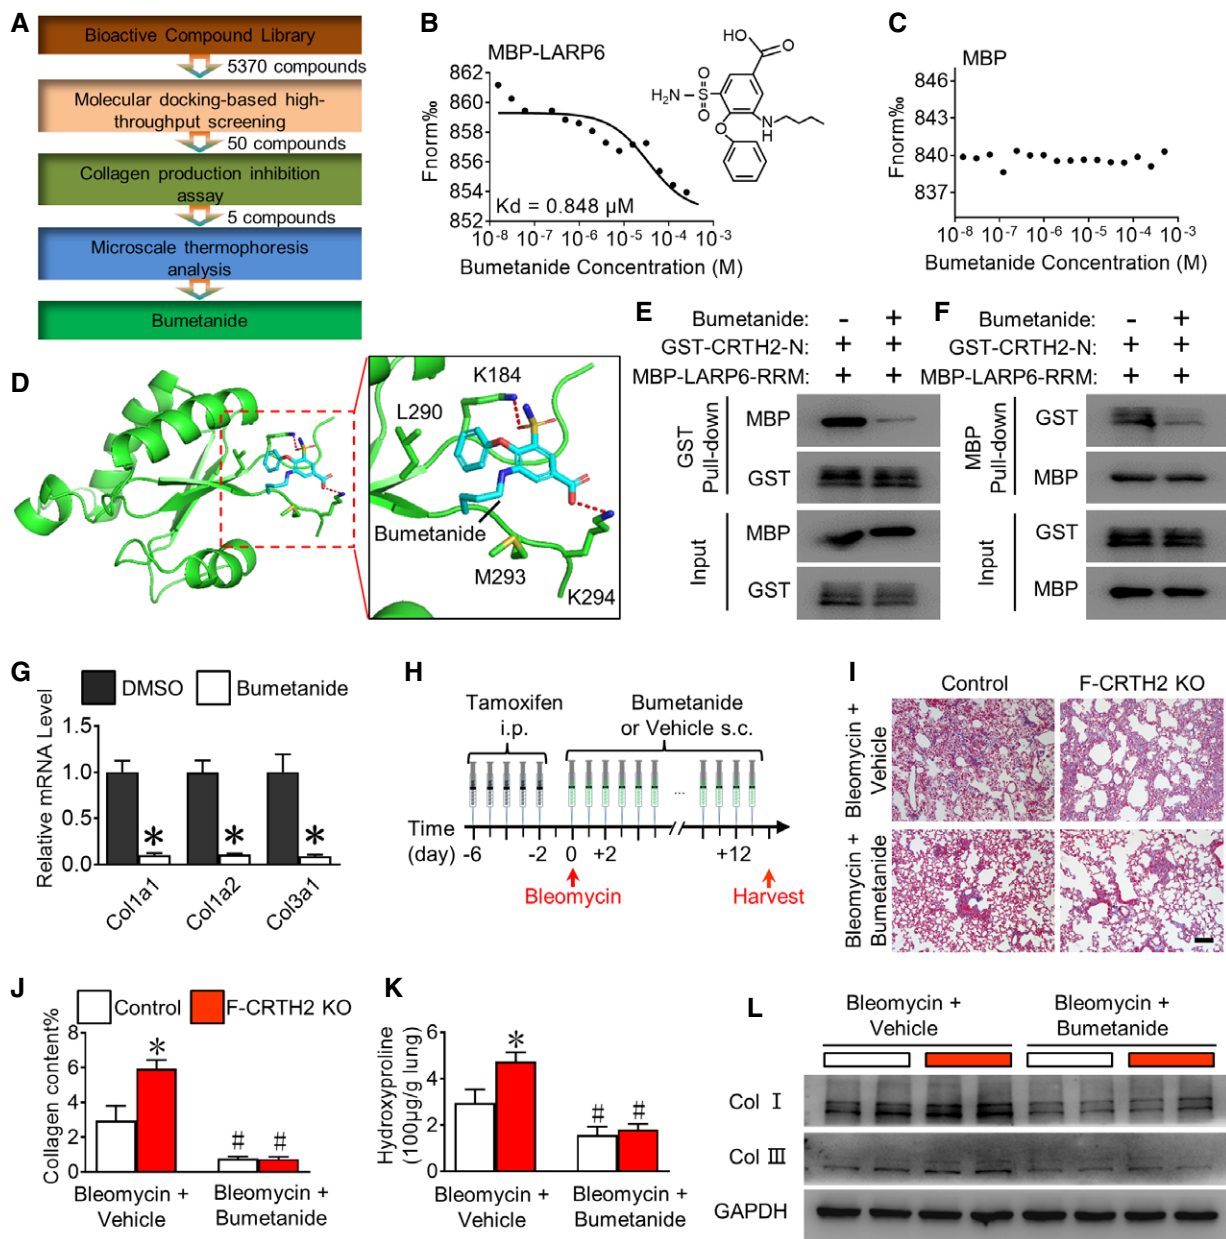 A
Bioactive Compound Library
5370 compounds
Molecular docking-based high-
throughput screening
50 compounds
Collagen production inhibition
assay
5 compounds
Microscale thermophoresis
analysis
Bumetanide
B
MBP-LARP6
862
860
858
856
854
852
Fnorm‰
Kd = 0.848 µM
10-8 10-7 10-6 10-5 10-4 10-3
Bumetanide Concentration (M)
HO
O
O
H2N
S
O
O
N
H
C
MBP
846
843
840
837
Fnorm‰
10-8 10-7 10-6 10-5 10-4 10-3
Bumetanide Concentration (M)
D
K184
L290
Bumetanide
M293
K294
E
Bumetanide: - +
GST-CRTH2-N: + +
MBP-LARP6-RRM: + +
GST
Pull-down
MBP
GST
Input
MBP
GST
F
Bumetanide: - +
GST-CRTH2-N: + +
MBP-LARP6-RRM: + +
MBP
Pull-down
GST
MBP
Input
GST
MBP
G
DMSO Bumetanide
Relative mRNA Level
1.5
1.0
0.5
0.0
* * *
Col1a1 Col1a2 Col3a1
H
Tamoxifen
i.p.
Bumetanide
or Vehicle s.c.
...
Time
(day)
-6 -2 0 +2 +12
Bleomycin
Harvest
I
Control F-CRTH2 KO
Bleomycin +
Vehicle
Bleomycin +
Bumetanide
J
Control F-CRTH2 KO
Collagen content%
8
6
4
2
0
*
# #
Bleomycin +
Vehicle
Bleomycin +
Bumetanide
K
Hydroxyproline
(100µg/g lung)
6
4
2
0
*
# #
Bleomycin +
Vehicle
Bleomycin +
Bumetanide
L
Bleomycin +
Vehicle
Bleomycin +
Bumetanide
Col Ⅰ
Col Ⅲ
GAPDH